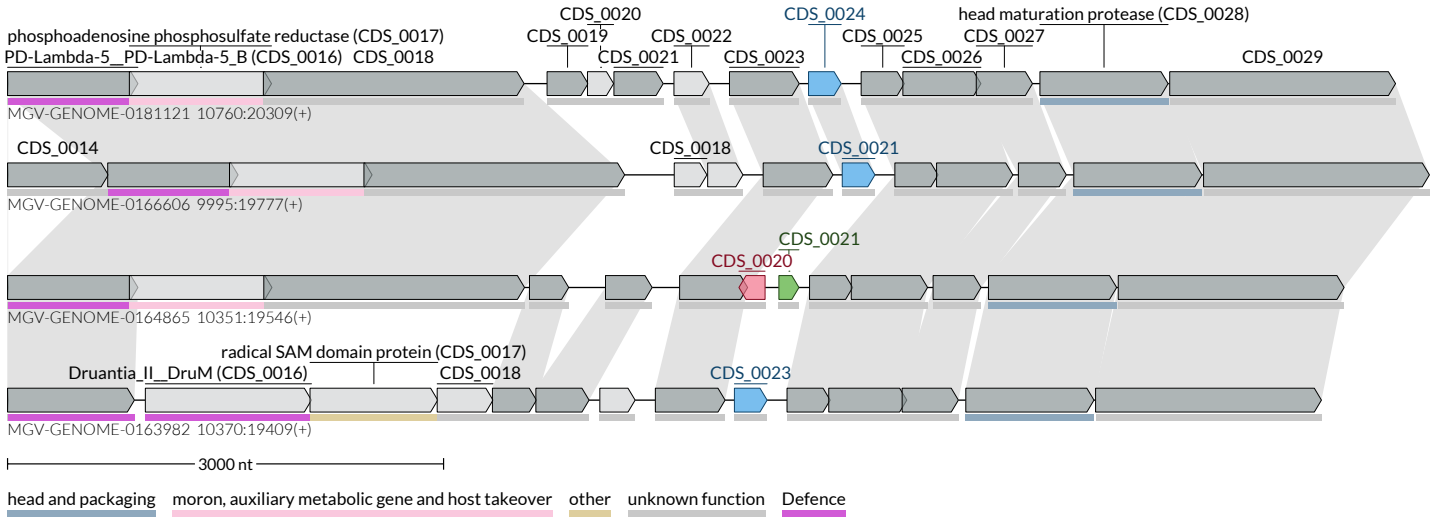 CDS_0020 CDS_0024 head maturation protease (CDS_0028)
phosphoadenosine phosphosulfate reductase (CDS_0017) CDS_0019 CDS_0022 CDS_0025 CDS_0027
PD-Lambda-5__PD-Lambda-5_B (CDS_0016) CDS_0018 CDS_0021 CDS_0023 CDS_0026 CDS_0029
MGV-GENOME-0181121 10760:20309(+)
CDS_0014 CDS_0018 CDS_0021
MGV-GENOME-0166606 9995:19777(+)
CDS_0021
CDS_0020
MGV-GENOME-0164865 10351:19546(+)
radical SAM domain protein (CDS_0017)
Druantia_II__DruM (CDS_0016) CDS_0018 CDS_0023
MGV-GENOME-0163982 10370:19409(+)
3000 nt
head and packaging moron, auxiliary metabolic gene and host takeover other unknown function Defence